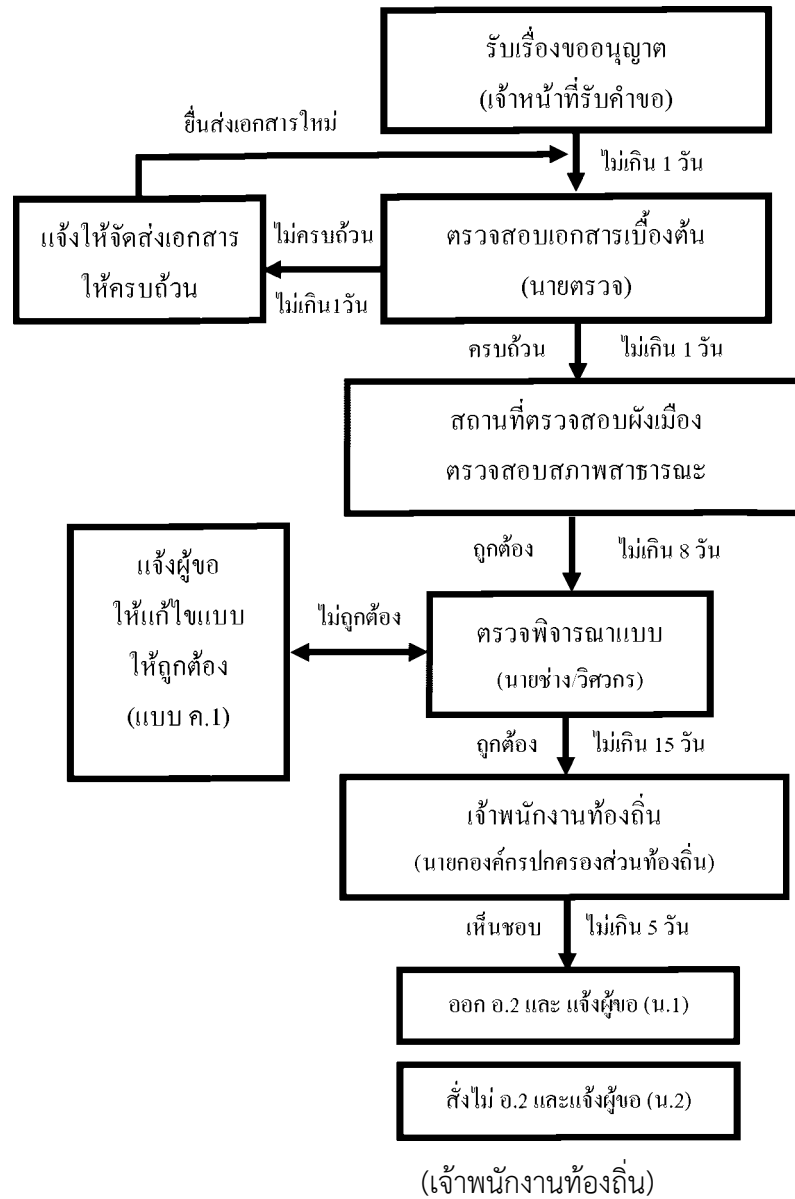 รับเรื่องขออนุญาต
(เจ้าหน้าที่รับคำขอ)
ยื่นส่งเอกสารใหม่
ไม่เกิน 1 วัน
แจ้งให้จัดส่งเอกสาร
ให้ครบถ้วน
ไม่ครบถ้วน
ไม่เกิน1วัน
ตรวจสอบเอกสารเบื้องต้น
(นายตรวจ)
ครบถ้วน
ไม่เกิน 1 วัน
สถานที่ตรวจสอบผังเมือง
ตรวจสอบสภาพสาธารณะ
ถูกต้อง
ไม่เกิน 8 วัน
แจ้งผู้ขอ
ให้แก้ไขแบบ
ให้ถูกต้อง
(แบบ ค.1)
ไม่ถูกต้อง
ตรวจพิจารณาแบบ
(นายช่าง/วิศวกร)
ถูกต้อง
ไม่เกิน 15 วัน
เจ้าพนักงานท้องถิ่น
(นายกองค์กรปกครองส่วนท้องถิ่น)
เห็นชอบ
ไม่เกิน 5 วัน
ออก อ.2 และ แจ้งผู้ขอ (น.1)
สั่งไม่ อ.2 และแจ้งผู้ขอ (น.2)
(เจ้าพนักงานท้องถิ่น)